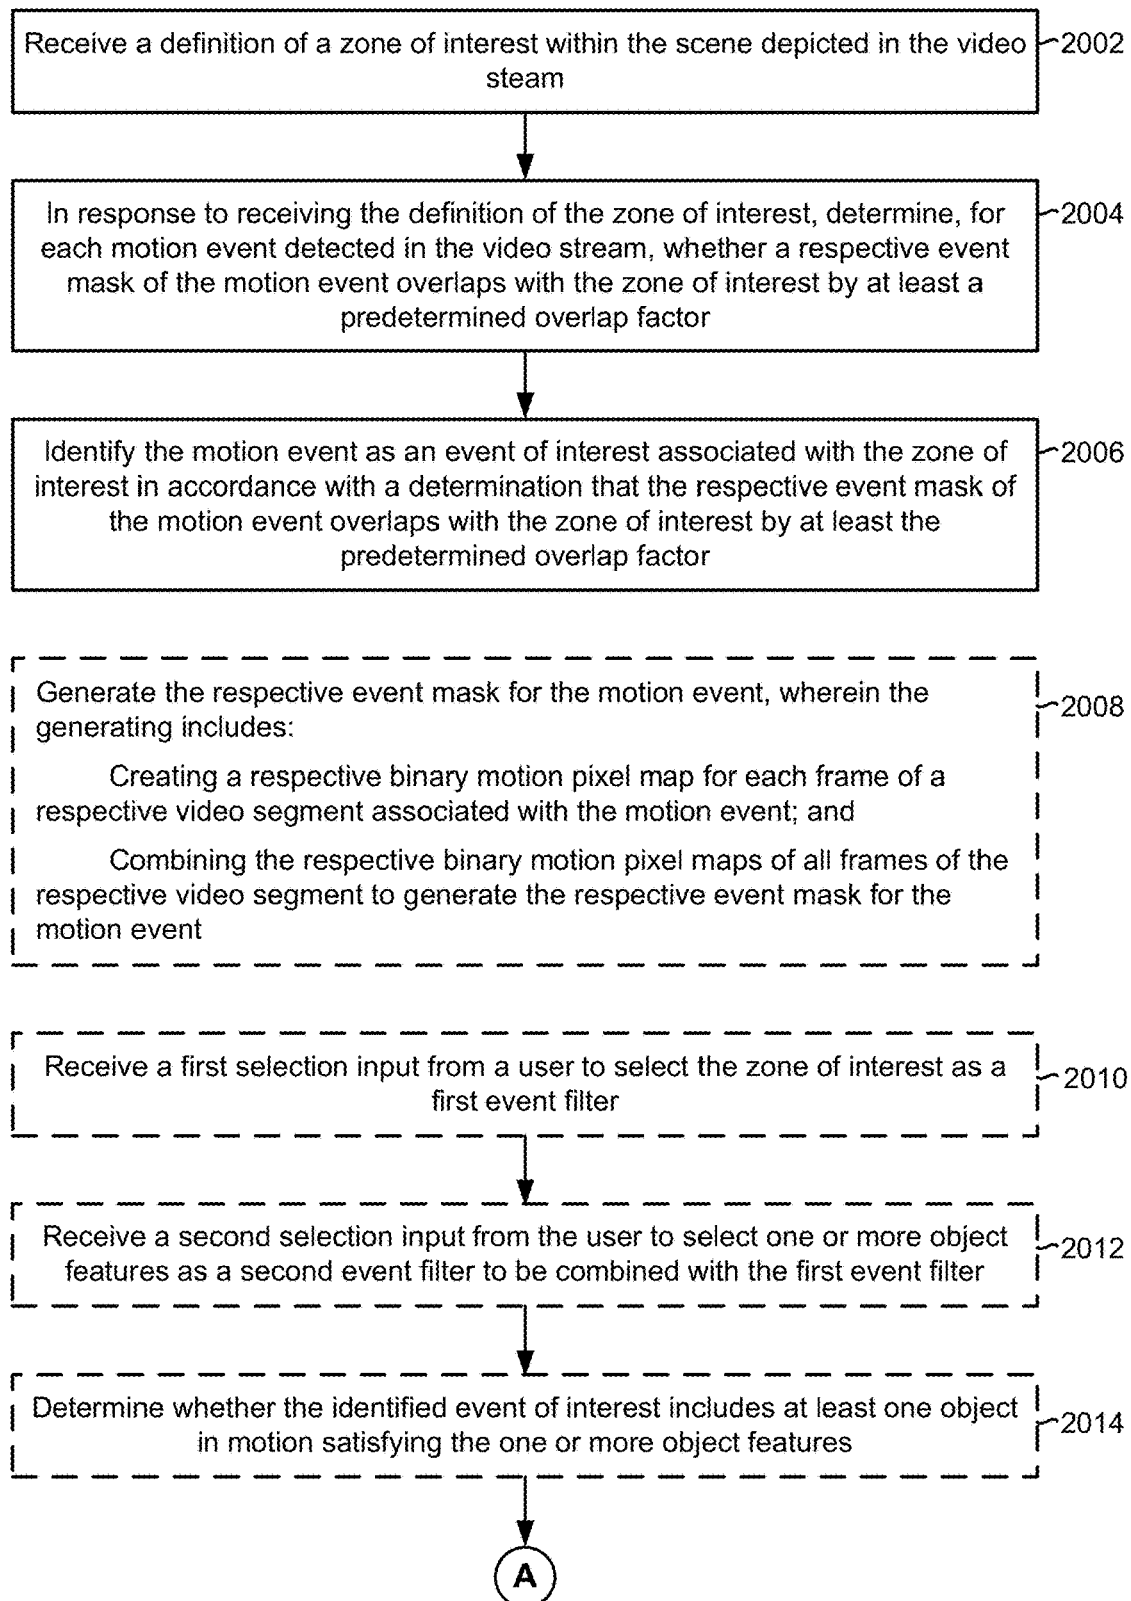 Receive a definition of a zone of interest within the scene depicted in the video
steam
2002
In response to receiving the definition of the zone of interest, determine, for
each motion event detected in the video stream, whether a respective event
mask of the motion event overlaps with the zone of interest by at least a
predetermined overlap factor
2004
Identify the motion event as an event of interest associated with the zone of
interest in accordance with a determination that the respective event mask of
the motion event overlaps with the zone of interest by at least the
predetermined overlap factor
2006
Generate the respective event mask for the motion event, wherein the
generating includes:
Creating a respective binary motion pixel map for each frame of a
respective video segment associated with the motion event; and
Combining the respective binary motion pixel maps of all frames of the
respective video segment to generate the respective event mask for the
motion event
2008
Receive a first selection input from a user to select the zone of interest as a
first event filter
2010
Receive a second selection input from the user to select one or more object
features as a second event filter to be combined with the first event filter
2012
Determine whether the identified event of interest includes at least one object
in motion satisfying the one or more object features
2014
A